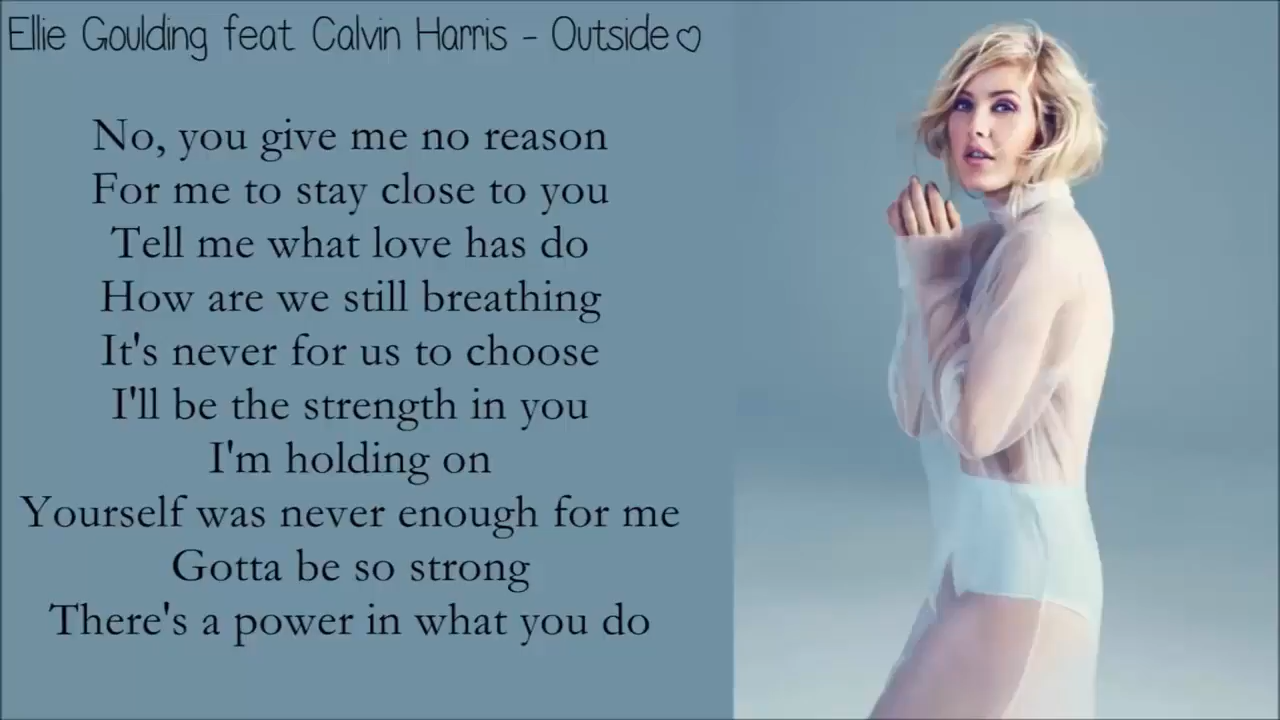 Ellie Goulding feat Calvin Harris - Outside♡
No, you give me no reason
For me to stay close to you
Tell me what love has do
How are we still breathing
It's never for us to choose
I'll be the strength in you
I'm holding on
Yourself was never enough for me
Gotta be so strong
There's a power in what you do